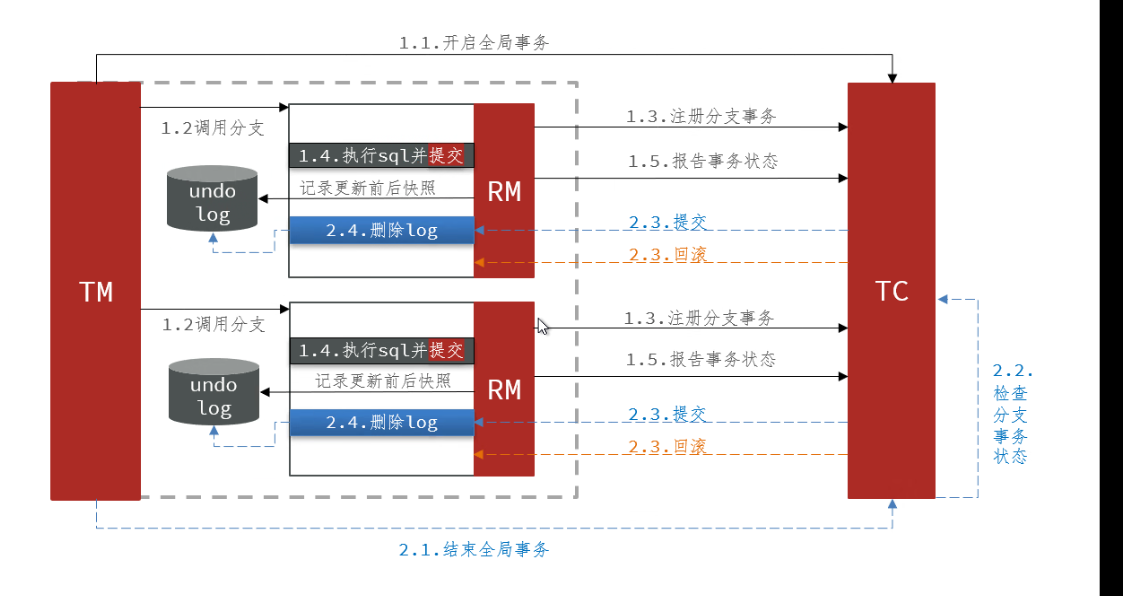 1.1.开启全局事务
TM
1.2调用分支
undo
log
1.4.执行sql并提交
记录更新前后快照
2.4.删除log
RM
1.3.注册分支事务
1.5.报告事务状态
2.3.提交
2.3.回滚
1.2调用分支
undo
log
1.4.执行sql并提交
记录更新前后快照
2.4.删除log
RM
1.3.注册分支事务
1.5.报告事务状态
2.3.提交
2.3.回滚
TC
2.2.
检查
分支
事务
状态
2.1.结束全局事务